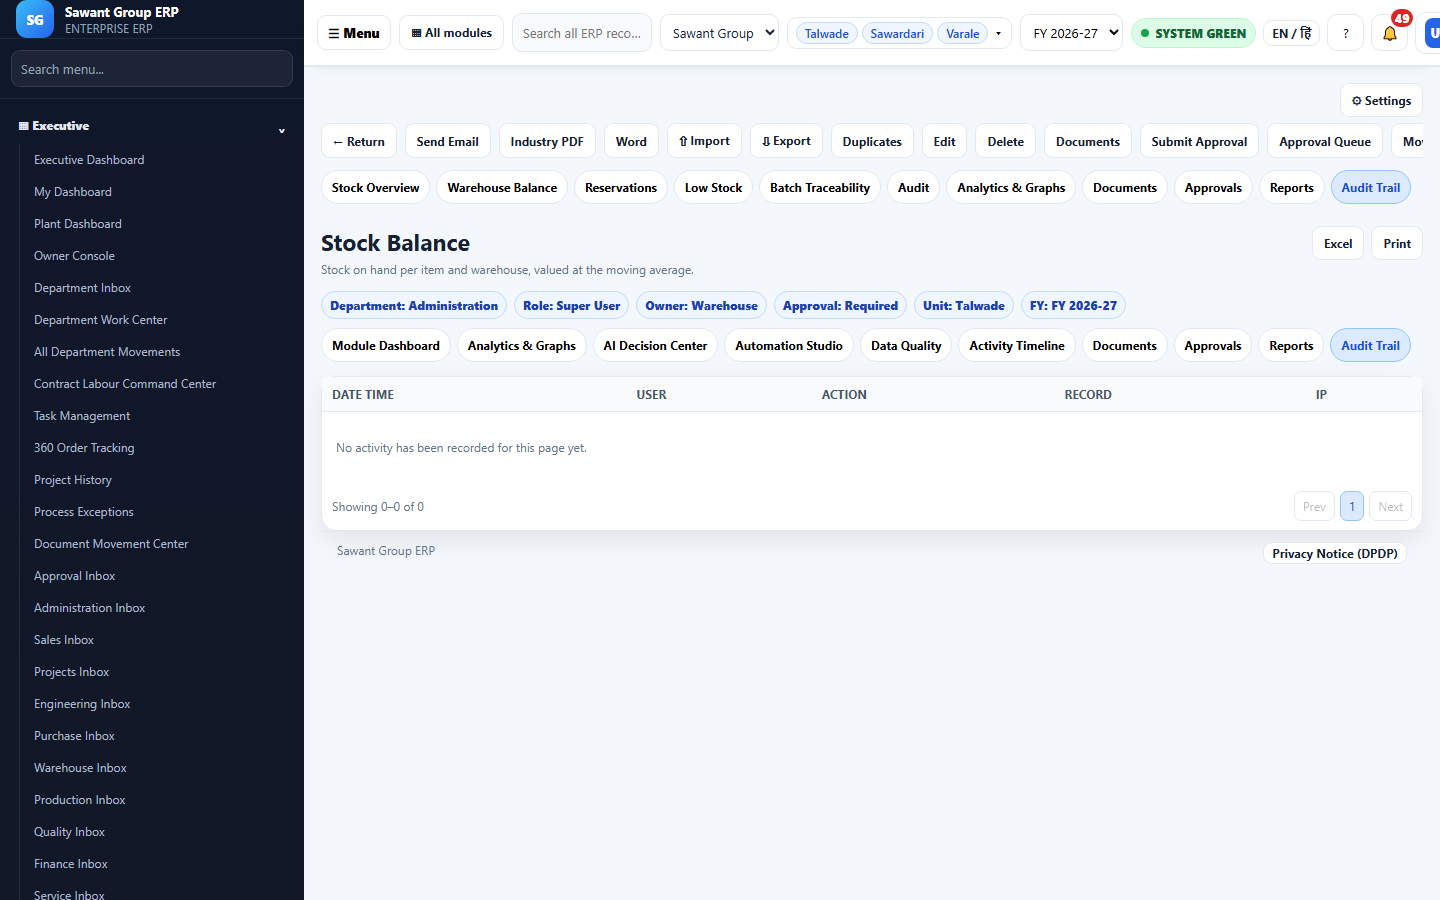 SG
Sawant Group ERP
ENTERPRISE ERP
Search menu...
Executive
Executive Dashboard
My Dashboard
Plant Dashboard
Owner Console
Department Inbox
Department Work Center
All Department Movements
Contract Labour Command Center
Task Management
360 Order Tracking
Project History
Process Exceptions
Document Movement Center
Approval Inbox
Administration Inbox
Sales Inbox
Projects Inbox
Engineering Inbox
Purchase Inbox
Warehouse Inbox
Production Inbox
Quality Inbox
Finance Inbox
Service Inbox
☰ Menu All modules Search all ERP reco... Sawant Group Talwade Sawardari Varale FY 2026-27 SYSTEM GREEN EN / हिं ? 49 U
⚙ Settings
← Return Send Email Industry PDF Word ⇧ Import ⇩ Export Duplicates Edit Delete Documents Submit Approval Approval Queue Mov
Stock Overview Warehouse Balance Reservations Low Stock Batch Traceability Audit Analytics & Graphs Documents Approvals Reports Audit Trail
Stock Balance Excel Print
Stock on hand per item and warehouse, valued at the moving average.
Department: Administration Role: Super User Owner: Warehouse Approval: Required Unit: Talwade FY: FY 2026-27
Module Dashboard Analytics & Graphs AI Decision Center Automation Studio Data Quality Activity Timeline Documents Approvals Reports Audit Trail
DATE TIME USER ACTION RECORD IP
No activity has been recorded for this page yet.
Showing 0–0 of 0 Prev 1 Next
Sawant Group ERP Privacy Notice (DPDP)